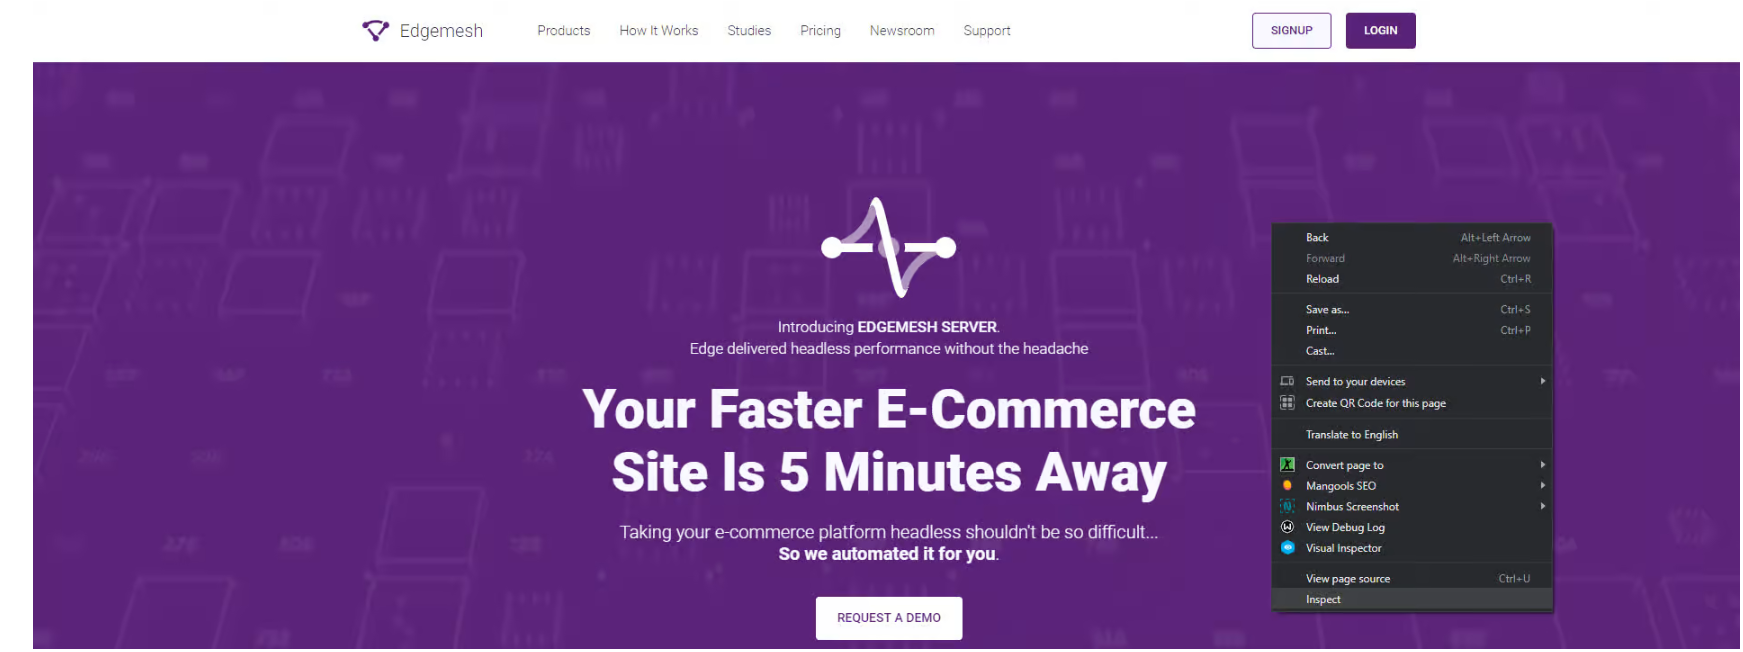 Edgemesh Products How It Works Studies Pricing Newsroom Support SIGNUP LOGIN
Introducing EDGEMESH SERVER.
Edge delivered headless performance without the headache
Your Faster E-Commerce
Site Is 5 Minutes Away
Taking your e-commerce platform headless shouldn't be so difficult...
So we automated it for you.
REQUEST A DEMO
Back Alt+Left Arrow
Forward Alt+Right Arrow
Reload Ctrl+R
Save as... Ctrl+S
Print... Ctrl+P
Cast...
Send to your devices
Create QR Code for this page
Translate to English
Convert page to
Mangools SEO
Nimbus Screenshot
View Debug Log
Visual Inspector
View page source Ctrl+U
Inspect